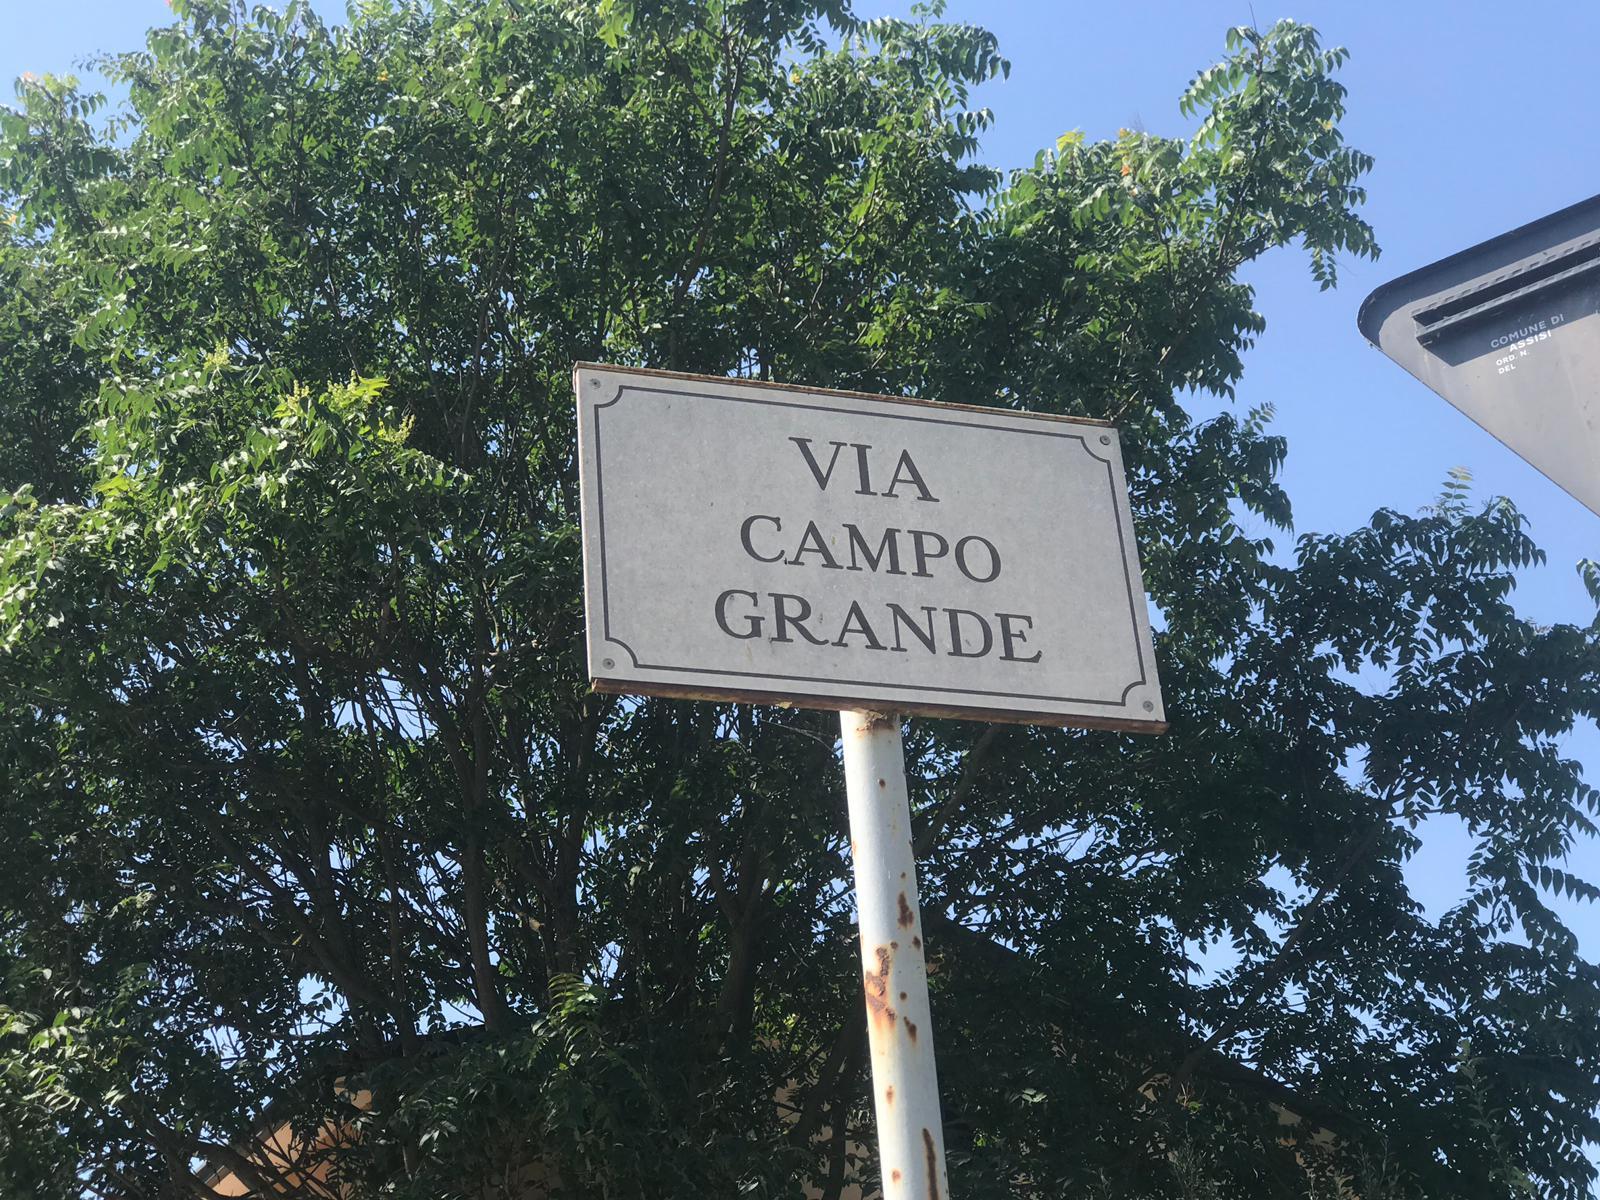 VIA
CAMPO
GRANDE
COMUNE DI
ASSISI
ORD. N.
DEL